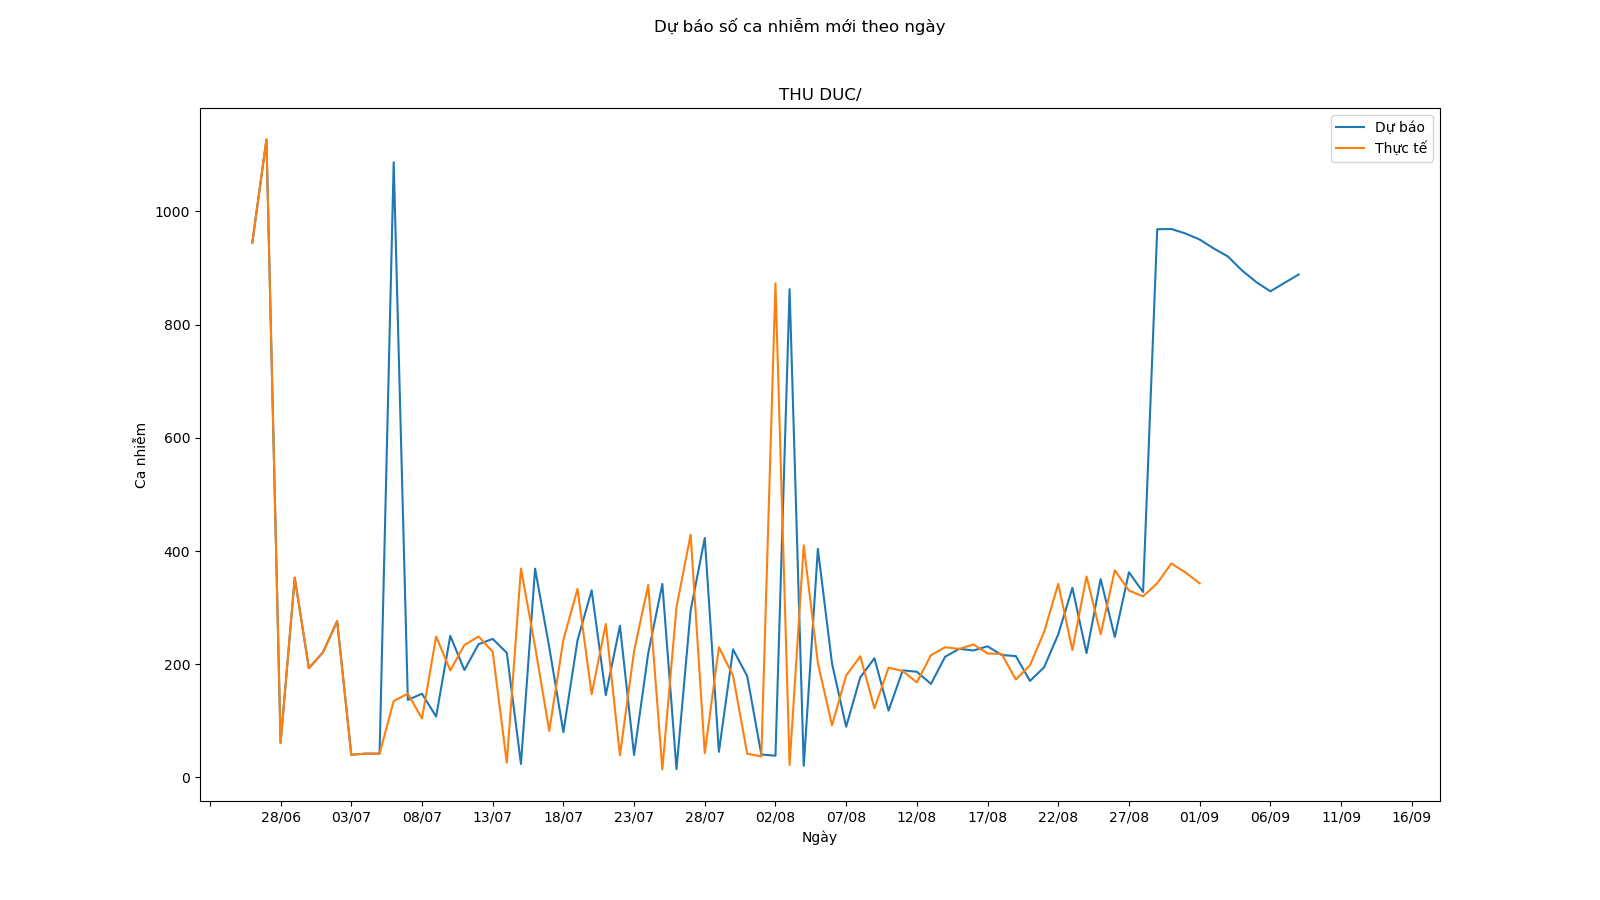 Dự báo số ca nhiễm mới theo ngày
THU DUC/
Dự báo
Thực tế
Ca nhiễm
1000
800
600
400
200
0
28/06 03/07 08/07 13/07 18/07 23/07 28/07 02/08 07/08 12/08 17/08 22/08 27/08 01/09 06/09 11/09 16/09
Ngày